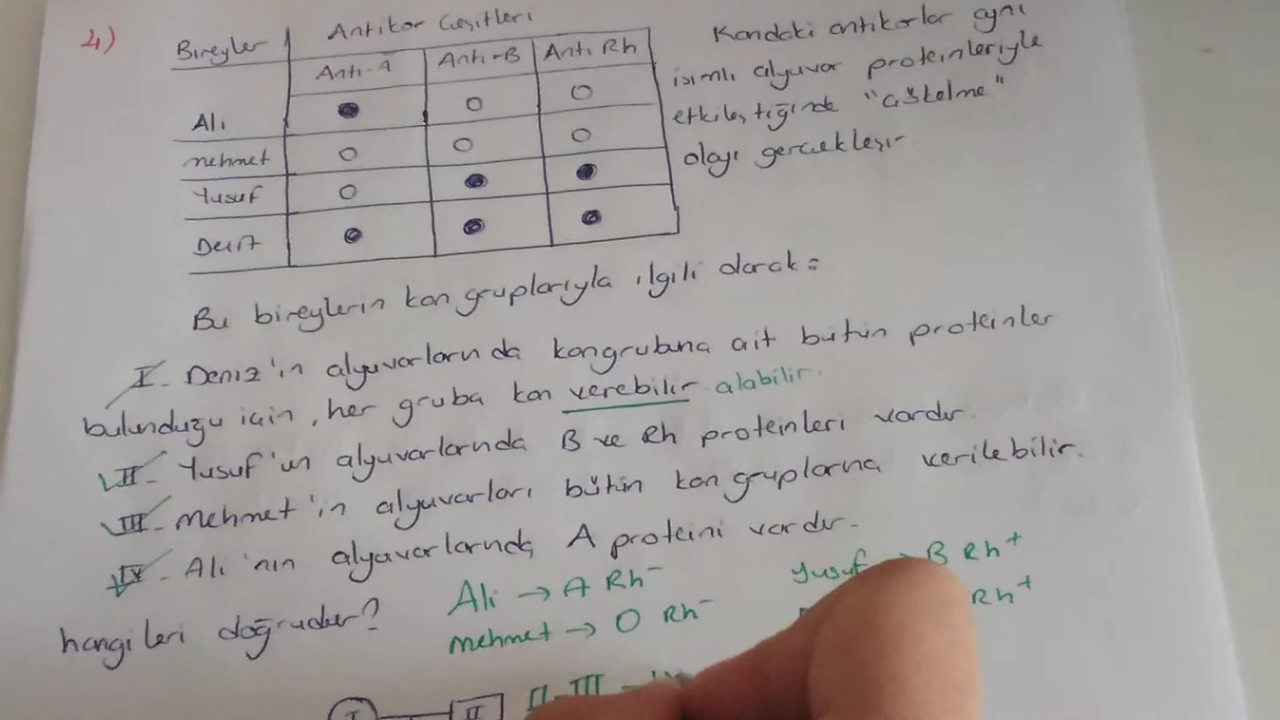 4)
Bireyler Antikor Çeşitleri
Anti-A Anti-B Anti Rh
Ali
mehmet
Yusuf
Deniz
Kandaki antikorlar aynı
isimli alyuvar proteinleriyle
etkileştiğinde "çökelme"
olayı gerçekleşir
Bu bireylerin kan gruplarıyla ilgili olarak:
I- Deniz'in alyuvarlarında kangrubuna ait bütün proteinler
bulunduğu için, her gruba kan verebilir alabilir.
II- Yusuf'un alyuvarlarında B ve Rh proteinleri vardır.
III- mehmet'in alyuvarları bütün kan gruplarına verilebilir.
IV- Ali'nin alyuvarlarında A proteini vardır.
hangileri doğrudur?
Ali → A Rh-
mehmet → O Rh-
Yusuf → B Rh+
Rh+
I II II-III